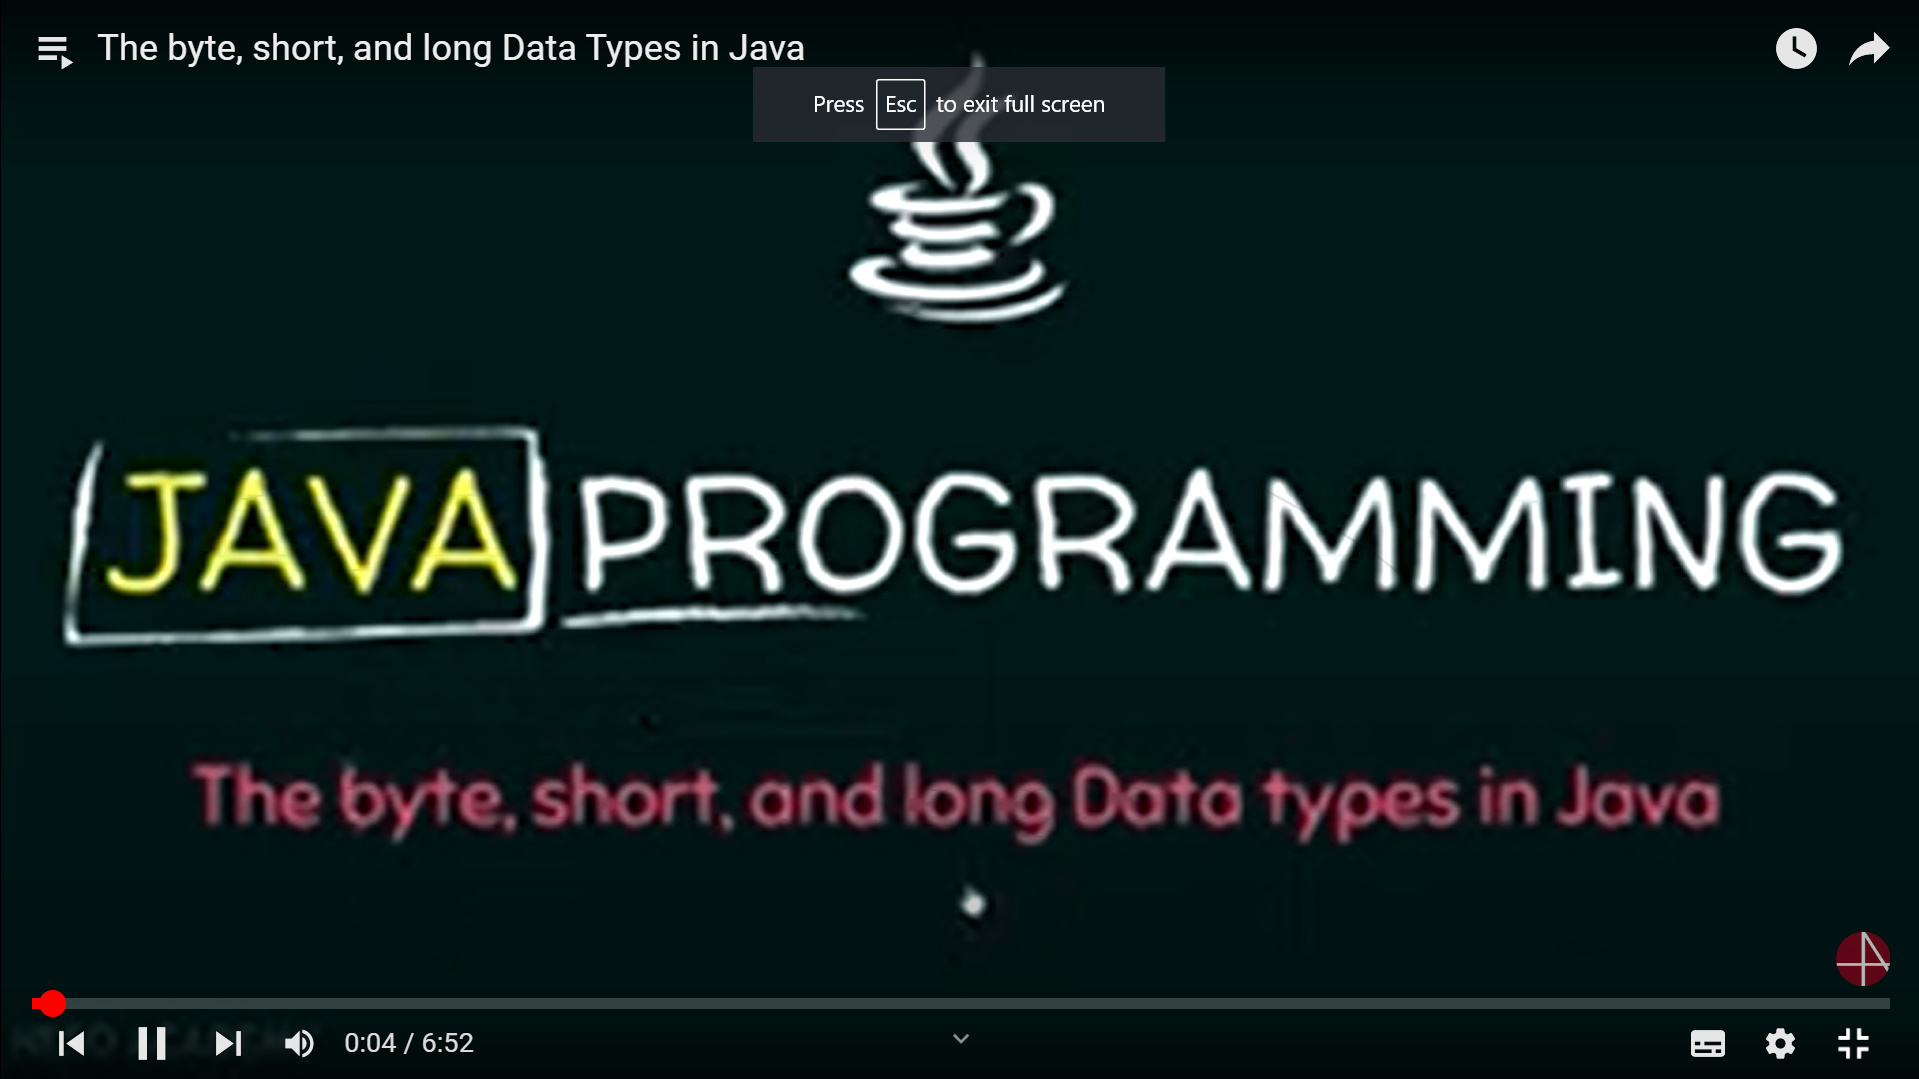 The byte, short, and long Data Types in Java
Press Esc to exit full screen
JAVA PROGRAMMING
The byte, short, and long Data types in Java
0:04 / 6:52